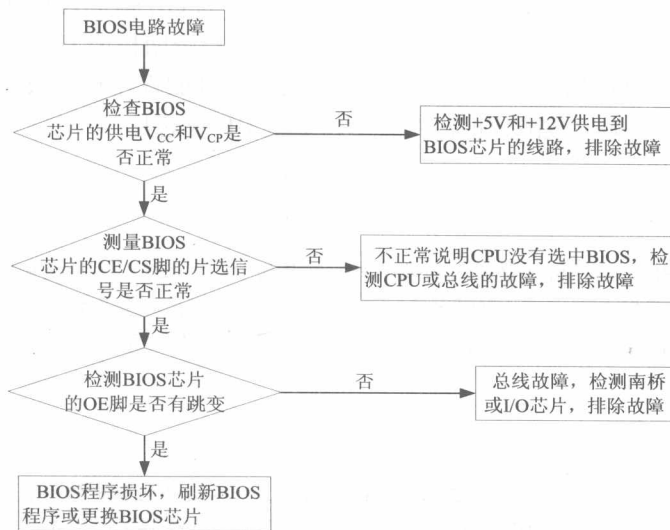 BIOS电路故障
检查BIOS
芯片的供电VCC和VCP是
否正常
否
检测+5V和+12V供电到
BIOS芯片的线路，排除故障
是
测量BIOS
芯片的CE/CS脚的片选信
号是否正常
否
不正常说明CPU没有选中BIOS，检
测CPU或总线的故障，排除故障
是
检测BIOS芯片
的OE脚是否有跳变
否
总线故障，检测南桥
或I/O芯片，排除故障
是
BIOS程序损坏，刷新BIOS
程序或更换BIOS芯片